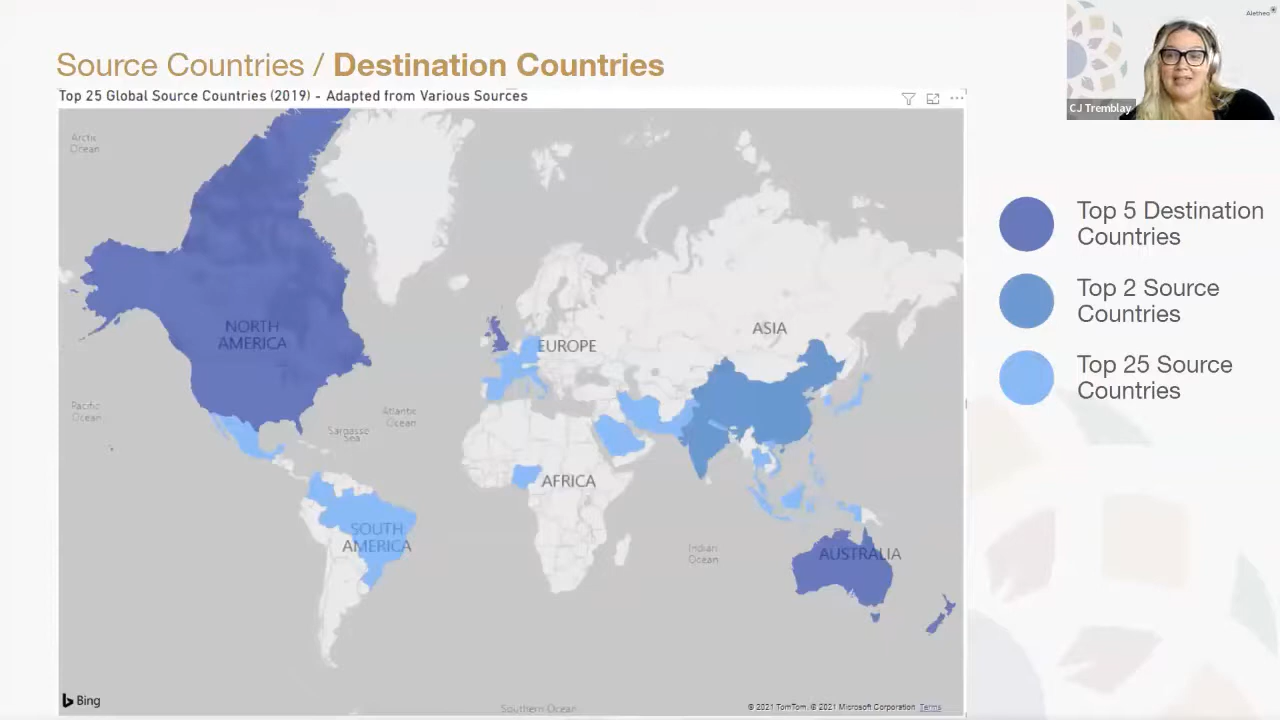 Source Countries / Destination Countries
Top 25 Global Source Countries (2019) - Adapted from Various Sources
Aletheo
CJ Tremblay
Arctic
Ocean
NORTH
AMERICA
EUROPE
ASIA
Pacific
Ocean
Atlantic
Ocean
Sargasso
Sea
AFRICA
SOUTH
AMERICA
Indian
Ocean
AUSTRALIA
Southern Ocean
Bing
© 2021 TomTom, © 2021 Microsoft Corporation Terms
Top 5 Destination
Countries
Top 2 Source
Countries
Top 25 Source
Countries